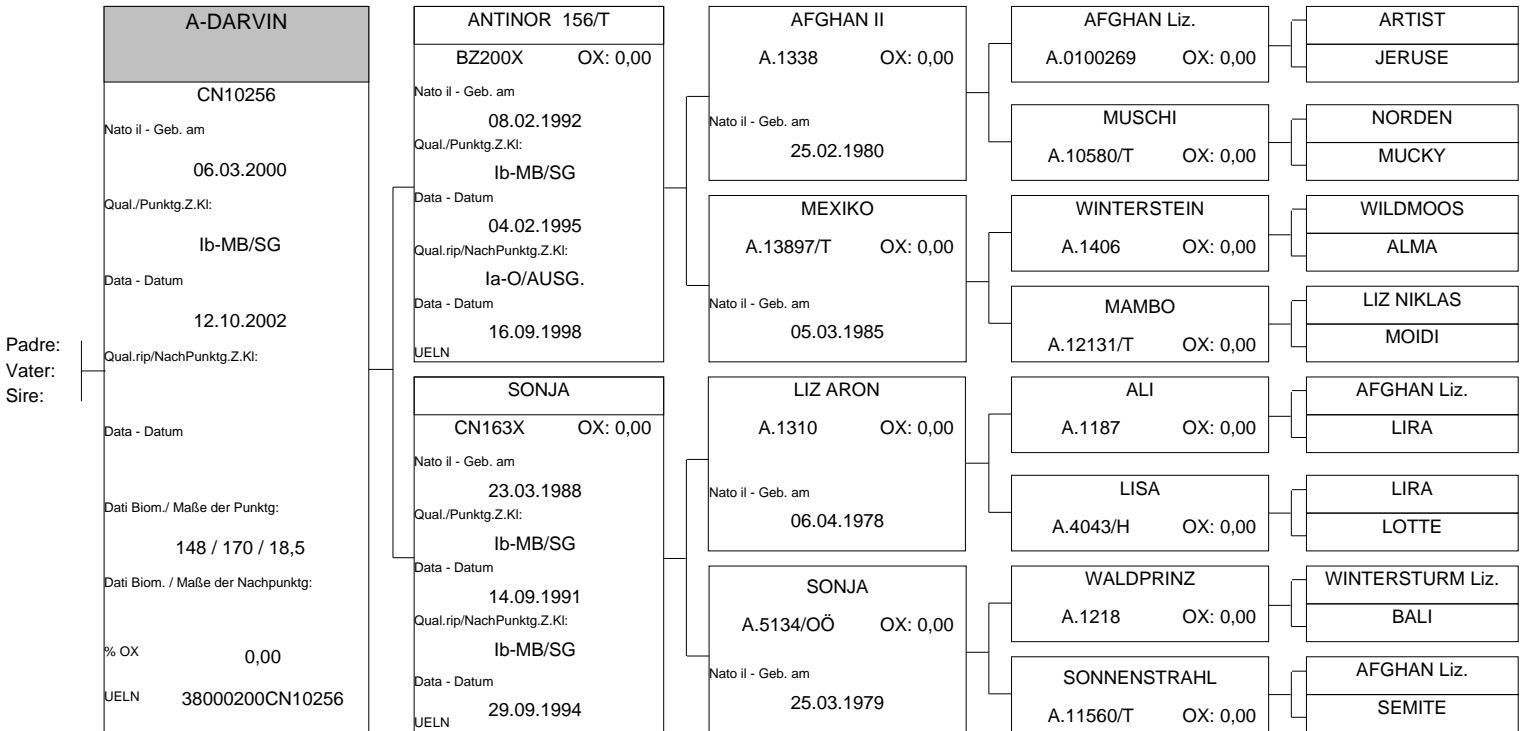 Padre:
Vater:
Sire:
A-DARVIN
CN10256
Nato il - Geb. am
06.03.2000
Qual./Punktg.Z.Kl:
Ib-MB/SG
Data - Datum
12.10.2002
Qual.rip/NachPunktg.Z.Kl:
Data - Datum
Dati Biom./ Maße der Punktg:
148 / 170 / 18,5
Dati Biom. / Maße der Nachpunktg:
% OX 0,00
UELN 38000200CN10256
ANTINOR 156/T
BZ200X OX: 0,00
Nato il - Geb. am
08.02.1992
Qual./Punktg.Z.Kl:
Ib-MB/SG
Data - Datum
04.02.1995
Qual.rip/NachPunktg.Z.Kl:
Ia-O/AUSG.
Data - Datum
16.09.1998
UELN
SONJA
CN163X OX: 0,00
Nato il - Geb. am
23.03.1988
Qual./Punktg.Z.Kl:
Ib-MB/SG
Data - Datum
14.09.1991
Qual.rip/NachPunktg.Z.Kl:
Ib-MB/SG
Data - Datum
29.09.1994
UELN
AFGHAN II
A.1338 OX: 0,00
Nato il - Geb. am
25.02.1980
MEXIKO
A.13897/T OX: 0,00
Nato il - Geb. am
05.03.1985
LIZ ARON
A.1310 OX: 0,00
Nato il - Geb. am
06.04.1978
SONJA
A.5134/OÖ OX: 0,00
Nato il - Geb. am
25.03.1979
AFGHAN Liz.
A.0100269 OX: 0,00
MUSCHI
A.10580/T OX: 0,00
WINTERSTEIN
A.1406 OX: 0,00
MAMBO
A.12131/T OX: 0,00
ALI
A.1187 OX: 0,00
LISA
A.4043/H OX: 0,00
WALDPRINZ
A.1218 OX: 0,00
SONNENSTRAHL
A.11560/T OX: 0,00
ARTIST
JERUSE
NORDEN
MUCKY
WILDMOOS
ALMA
LIZ NIKLAS
MOIDI
AFGHAN Liz.
LIRA
LIRA
LOTTE
WINTERSTURM Liz.
BALI
AFGHAN Liz.
SEMITE